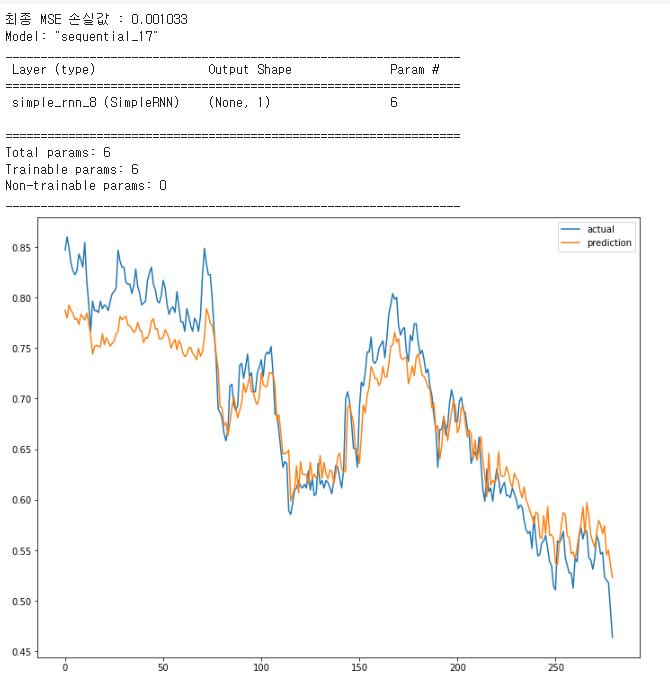 최종 MSE 손실값 : 0.001033
Model: "sequential_17"
_________________________________________________________________
Layer (type) Output Shape Param #
=================================================================
simple_rnn_8 (SimpleRNN) (None, 1) 6
=================================================================
Total params: 6
Trainable params: 6
Non-trainable params: 0
_________________________________________________________________
actual
prediction
0.85
0.80
0.75
0.70
0.65
0.60
0.55
0.50
0.45
0 50 100 150 200 250